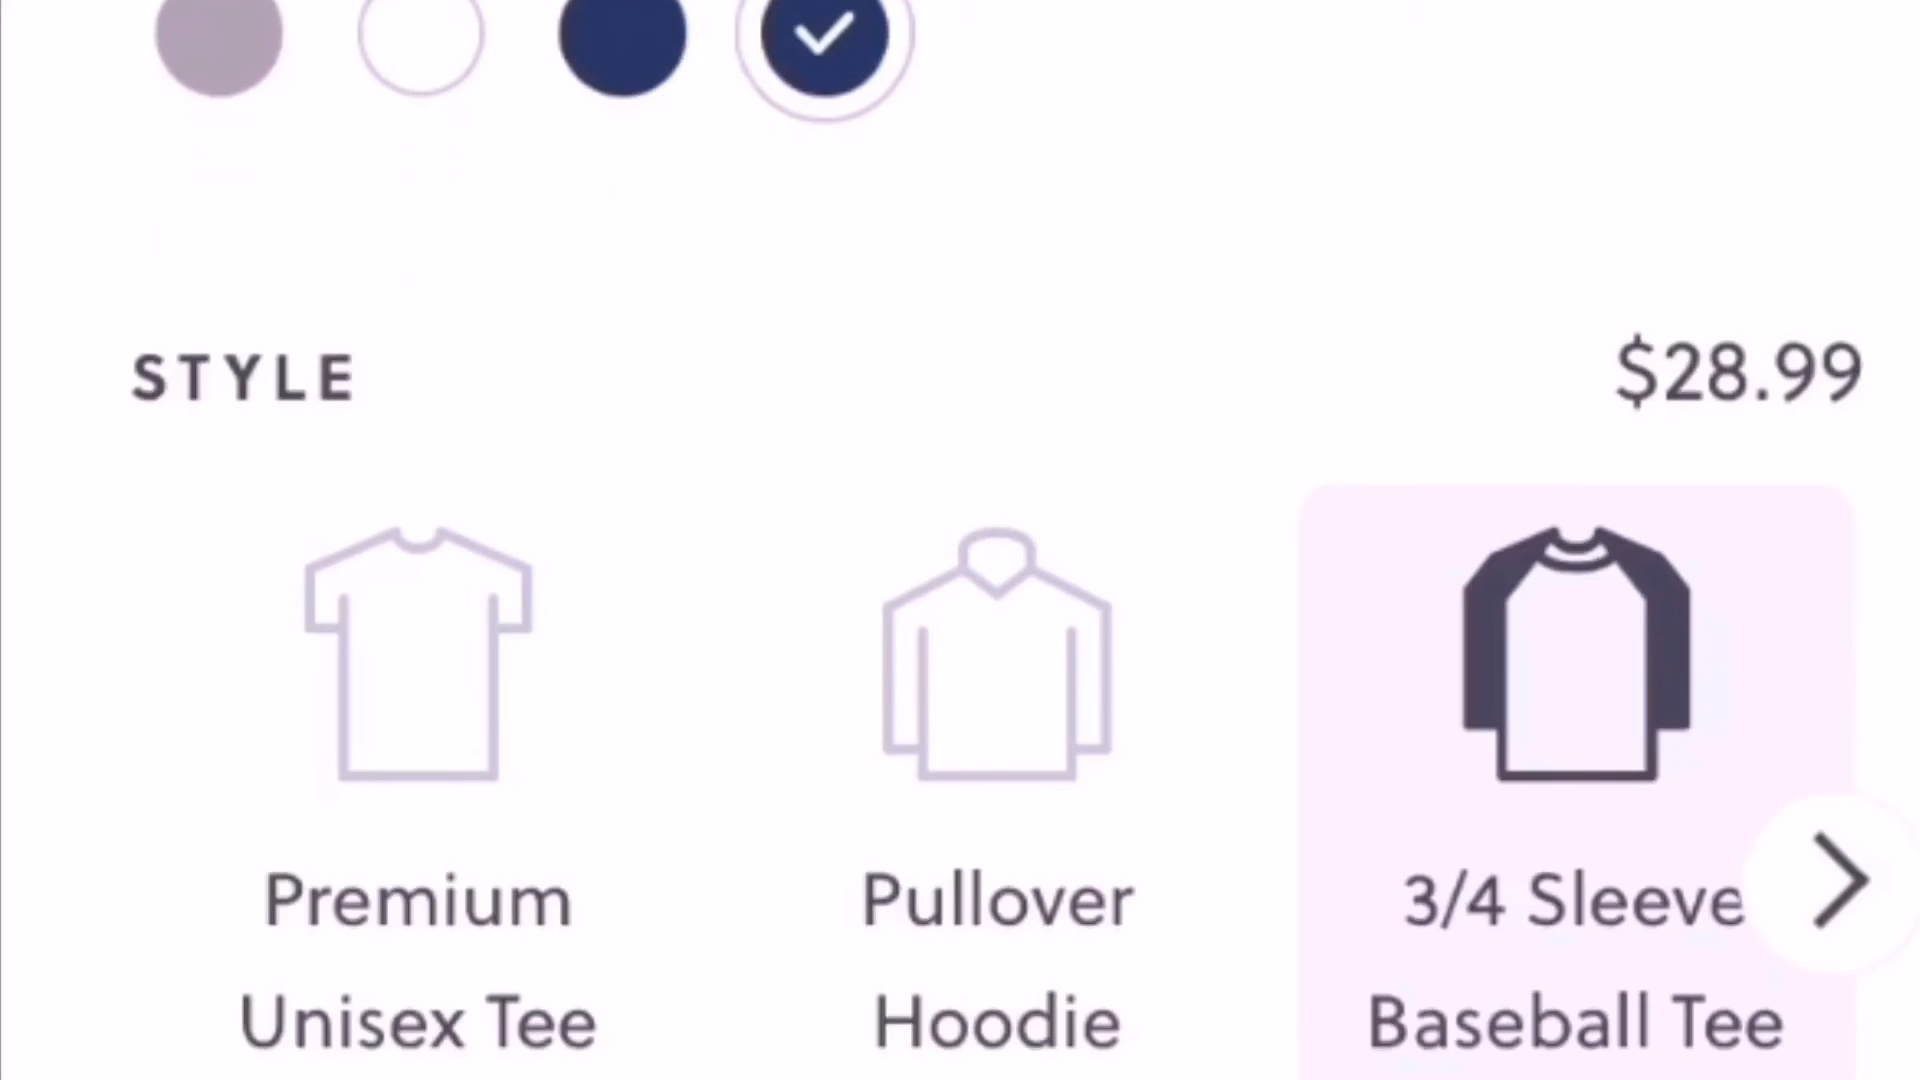 STYLE
$28.99
Premium
Unisex Tee
Pullover
Hoodie
3/4 Sleeve
Baseball Tee